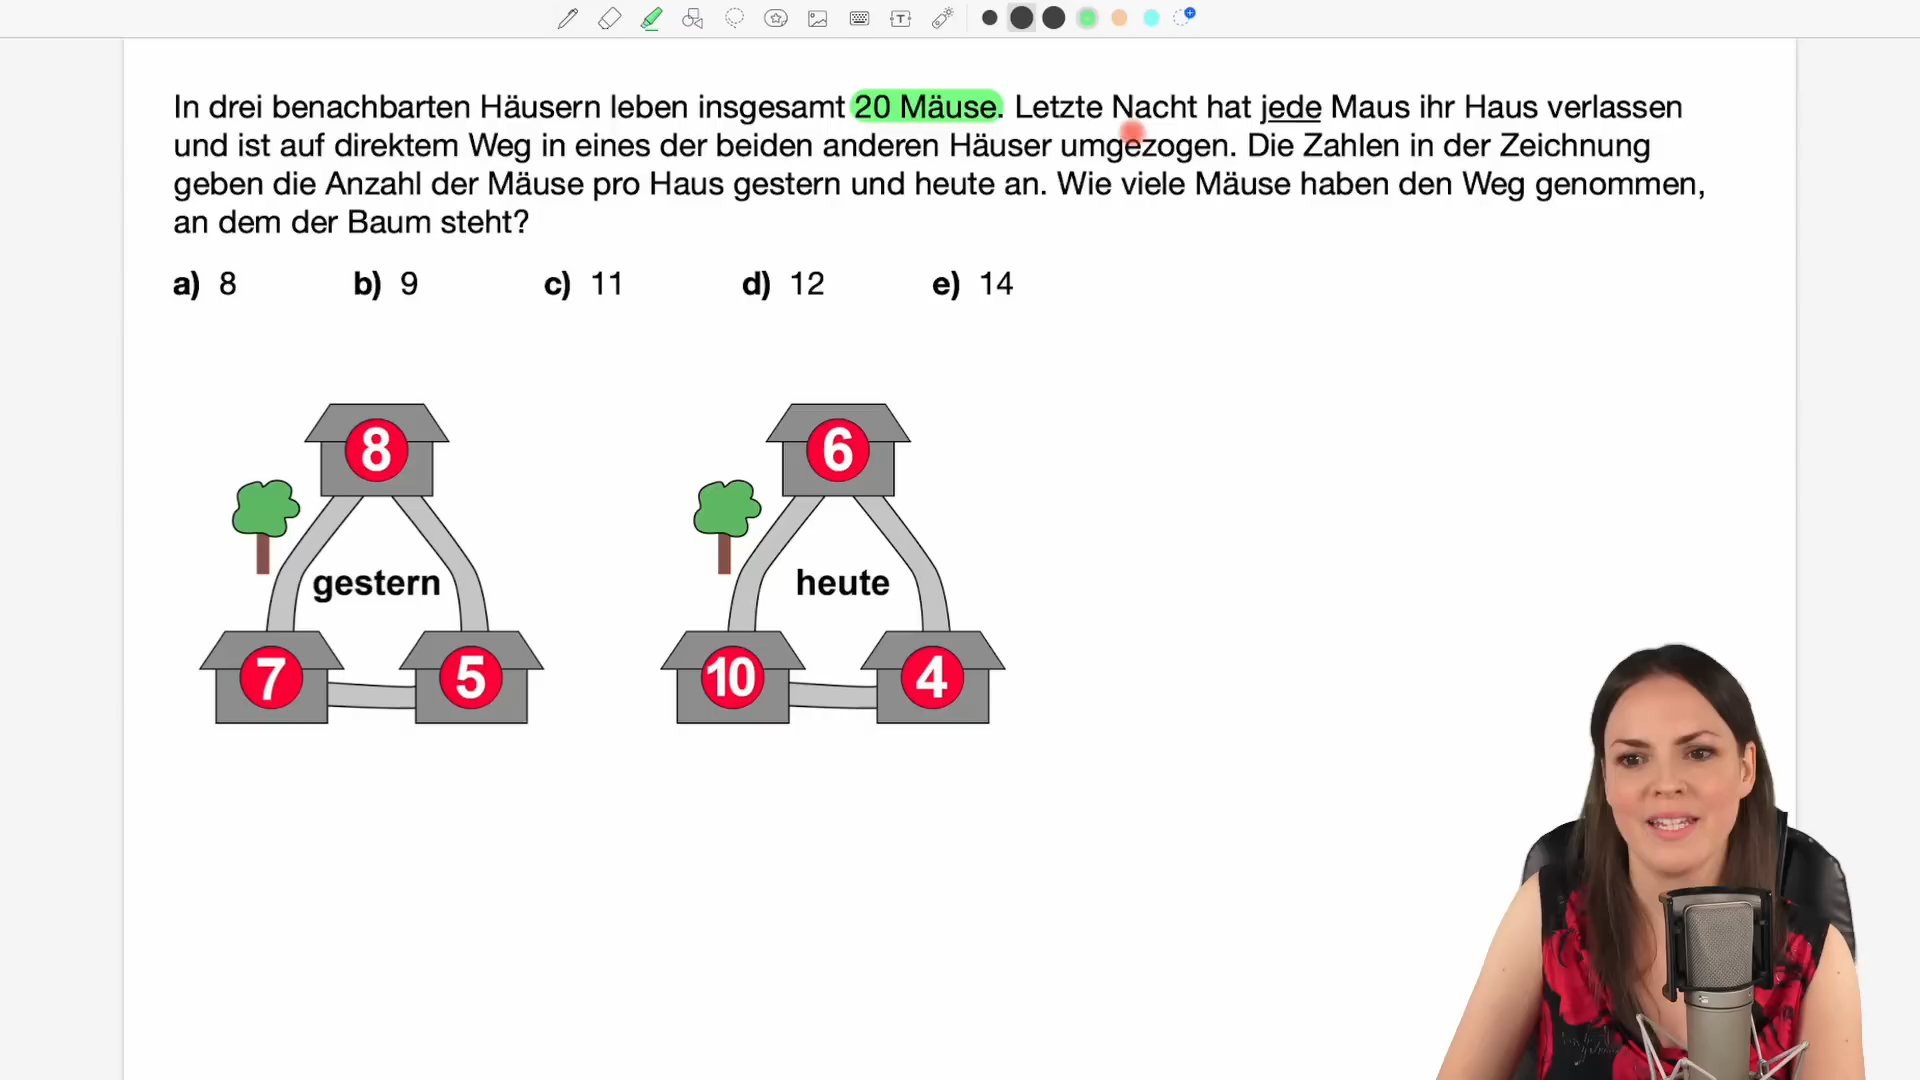 In drei benachbarten Häusern leben insgesamt 20 Mäuse. Letzte Nacht hat jede Maus ihr Haus verlassen
und ist auf direktem Weg in eines der beiden anderen Häuser umgezogen. Die Zahlen in der Zeichnung
geben die Anzahl der Mäuse pro Haus gestern und heute an. Wie viele Mäuse haben den Weg genommen,
an dem der Baum steht?
a) 8 b) 9 c) 11 d) 12 e) 14
8
gestern
7 5
6
heute
10 4